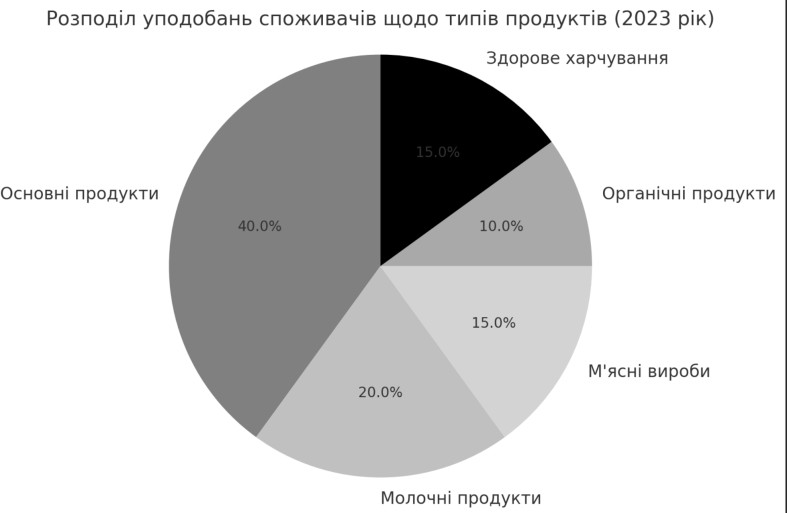 Розподіл уподобань споживачів щодо типів продуктів (2023 рік)
Здорове харчування
15.0%
Основні продукти
40.0%
Органічні продукти
10.0%
15.0%
М'ясні вироби
20.0%
Молочні продукти